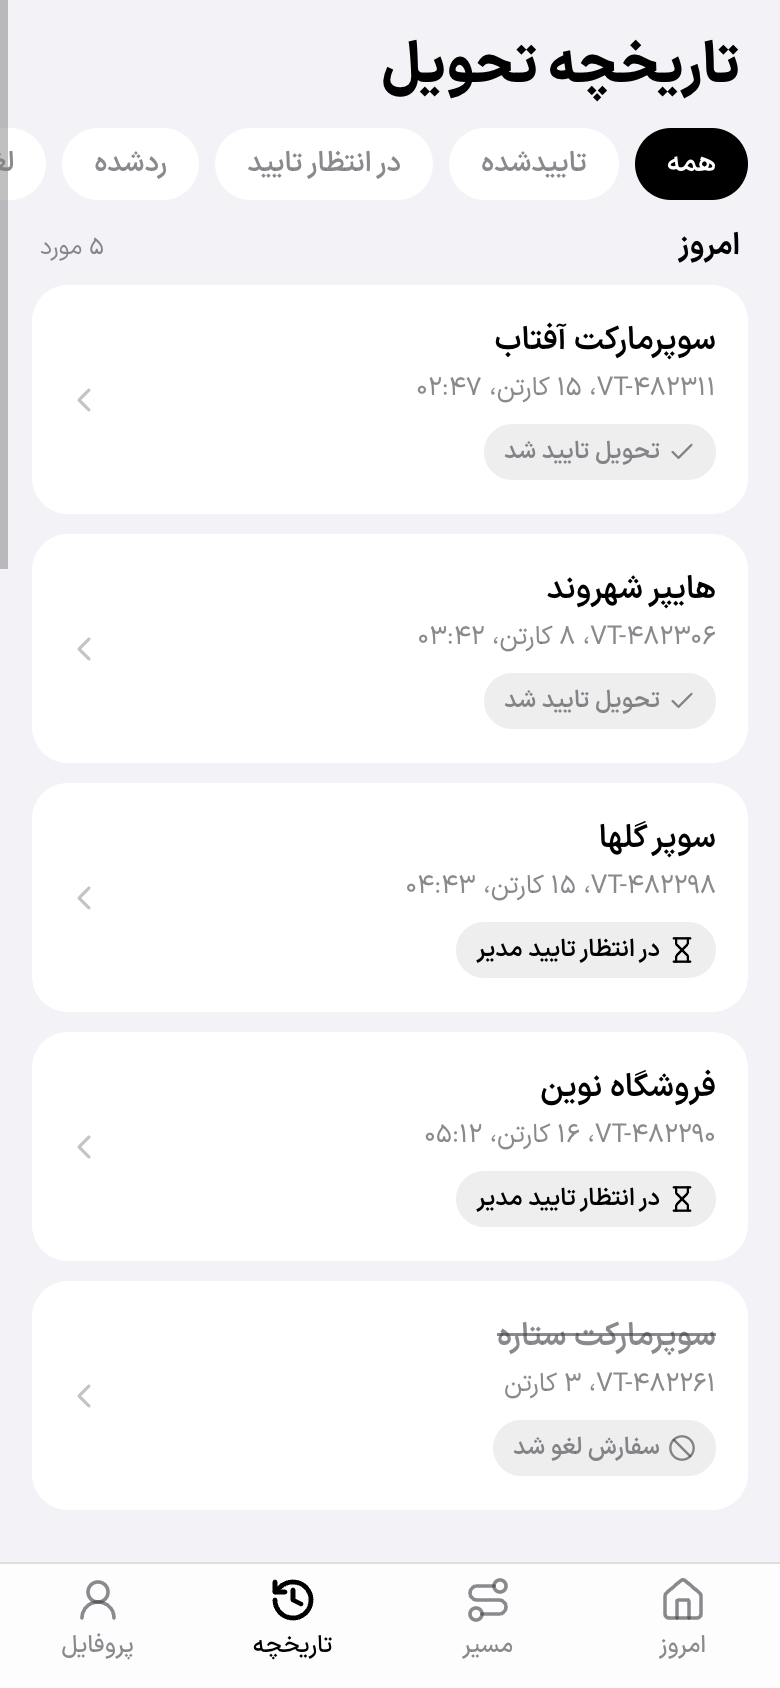 تاریخچه تحویل
همه
تاییدشده
در انتظار تایید
ردشده
امروز
۵ مورد
سوپرمارکت آفتاب
VT-۴۸۲۳۱۱، ۱۵ کارتن، ۰۲:۴۷
تحویل تایید شد
هایپر شهروند
VT-۴۸۲۳۰۶، ۸ کارتن، ۰۳:۴۲
تحویل تایید شد
سوپر گلها
VT-۴۸۲۲۹۸، ۱۵ کارتن، ۰۴:۴۳
در انتظار تایید مدیر
فروشگاه نوین
VT-۴۸۲۲۹۰، ۱۶ کارتن، ۰۵:۱۲
در انتظار تایید مدیر
سوپرمارکت ستاره
VT-۴۸۲۲۶۱، ۳ کارتن
سفارش لغو شد
امروز
مسیر
تاریخچه
پروفایل